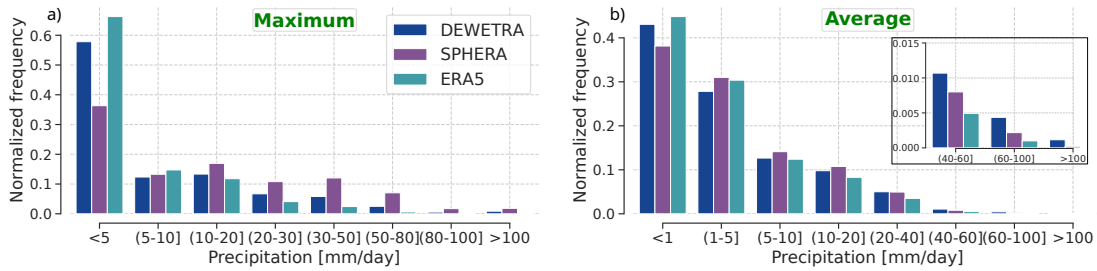 a)
Maximum
DEWETRA
SPHERA
ERA5
Normalized frequency
0.6
0.5
0.4
0.3
0.2
0.1
0.0
<5 (5-10] (10-20] (20-30] (30-50] (50-80] (80-100] >100
Precipitation [mm/day]
b)
Average
Normalized frequency
0.4
0.3
0.2
0.1
0.0
0.015
0.010
0.005
0.000
(40-60] (60-100] >100
<1 (1-5] (5-10] (10-20] (20-40] (40-60] (60-100] >100
Precipitation [mm/day]